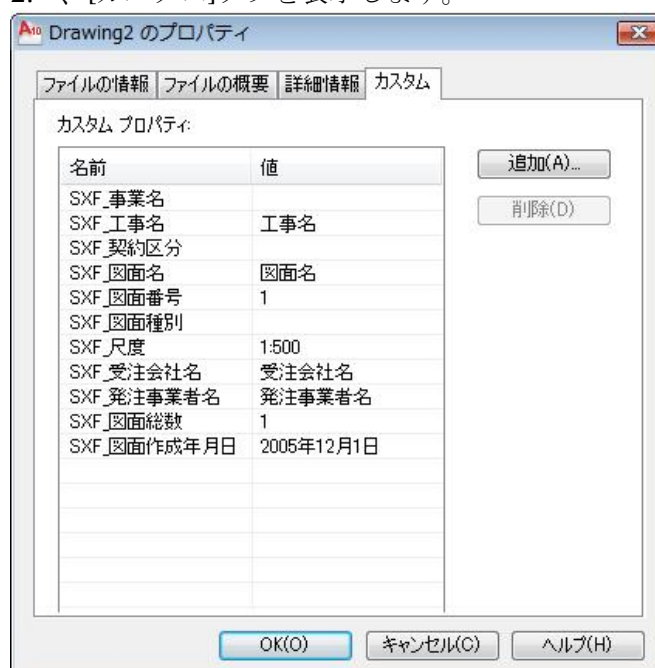 Drawing2 のプロパティ
ファイルの情報 ファイルの概要 詳細情報 カスタム
カスタム プロパティ:
名前 値
追加(A)...
削除(D)
SXF_事業名
SXF_工事名 工事名
SXF_契約区分
SXF_図面名 図面名
SXF_図面番号 1
SXF_図面種別
SXF_尺度 1:500
SXF_受注会社名 受注会社名
SXF_発注事業者名 発注事業者名
SXF_図面総数 1
SXF_図面作成年月日 2005年12月1日
OK(O) キャンセル(C) ヘルプ(H)